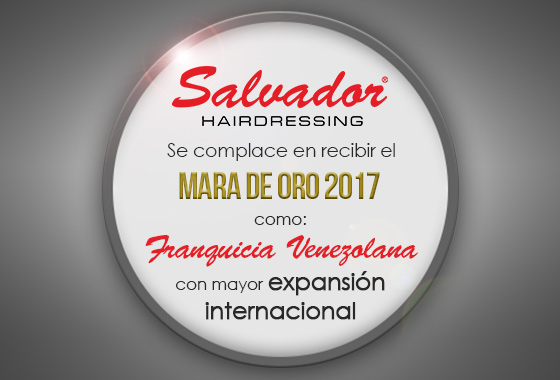 Salvador®
HAIRDRESSING
Se complace en recibir el
MARA DE ORO 2017
como:
Franquicia Venezolana
con mayor expansión
internacional